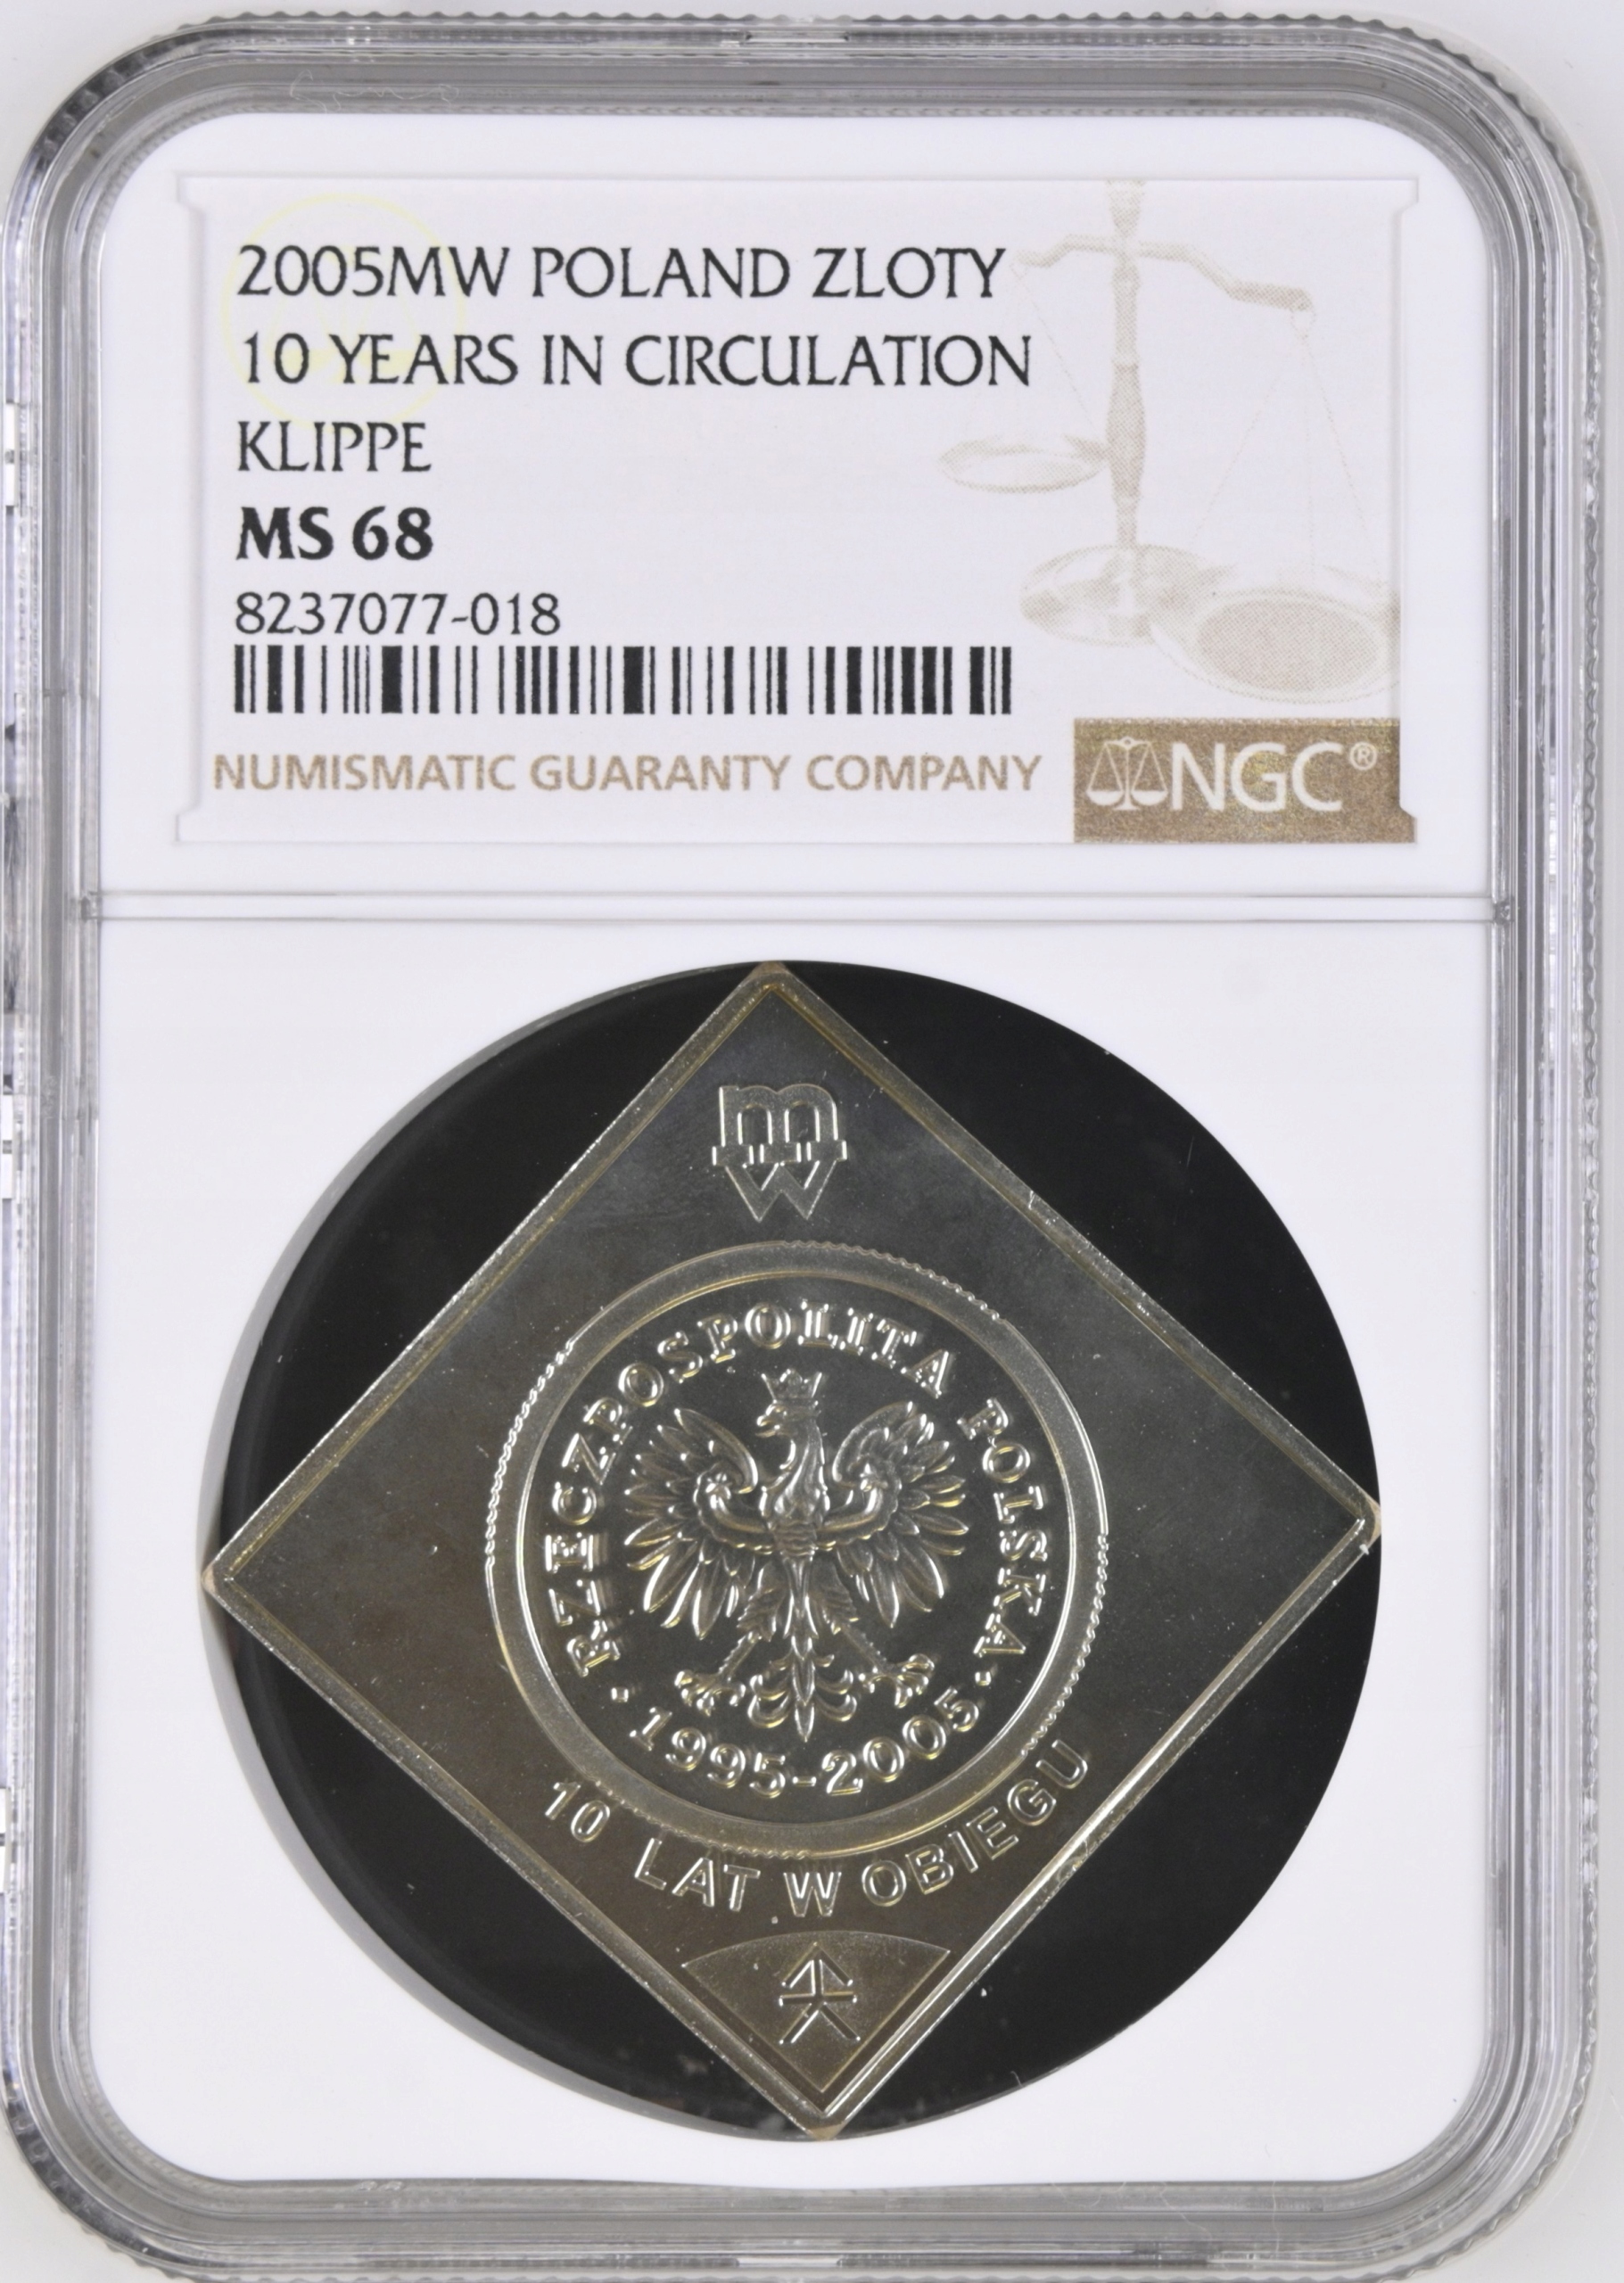 2005MW POLAND ZLOTY
10 YEARS IN CIRCULATION
KLIPPE
MS 68
8237077-018
NUMISMATIC GUARANTY COMPANY
NGC®
mw
RZECZPOSPOLITA POLSKA
· 1995-2005 ·
10 LAT W OBIEGU